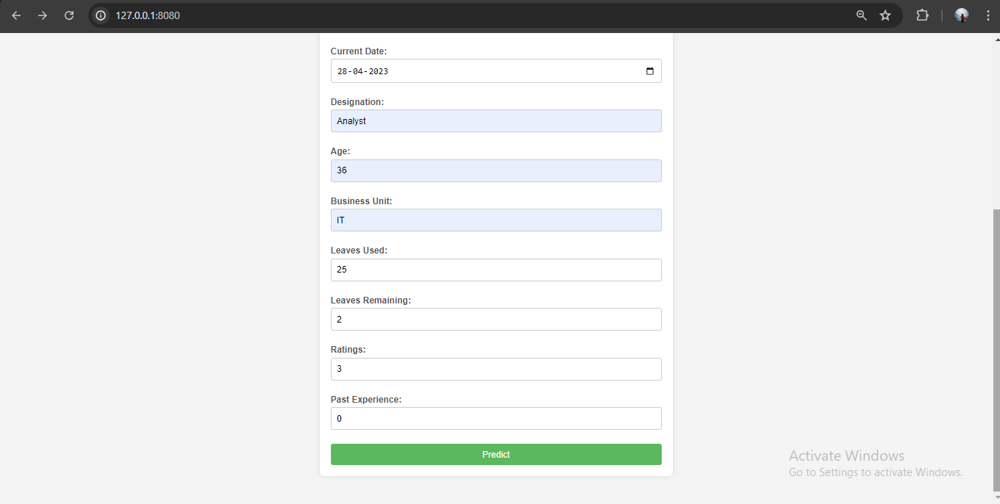 127.0.0.1:8080
Current Date:
28-04-2023
Designation:
Analyst
Age:
36
Business Unit:
IT
Leaves Used:
25
Leaves Remaining:
2
Ratings:
3
Past Experience:
0
Predict
Activate Windows
Go to Settings to activate Windows.